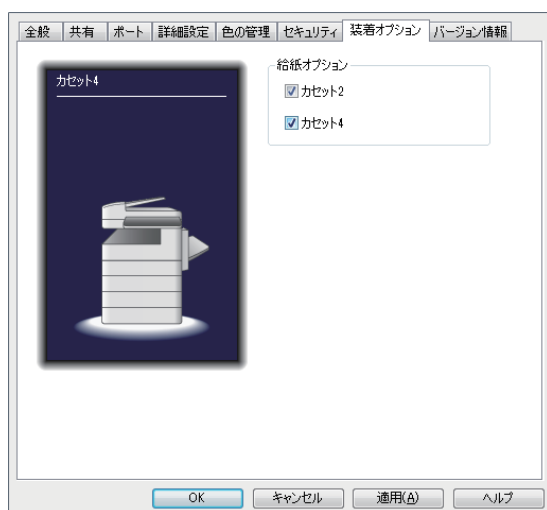 全般 共有 ポート 詳細設定 色の管理 セキュリティ 装着オプション バージョン情報
カセット4
給紙オプション
カセット2
カセット4
OK キャンセル 適用(A) ヘルプ